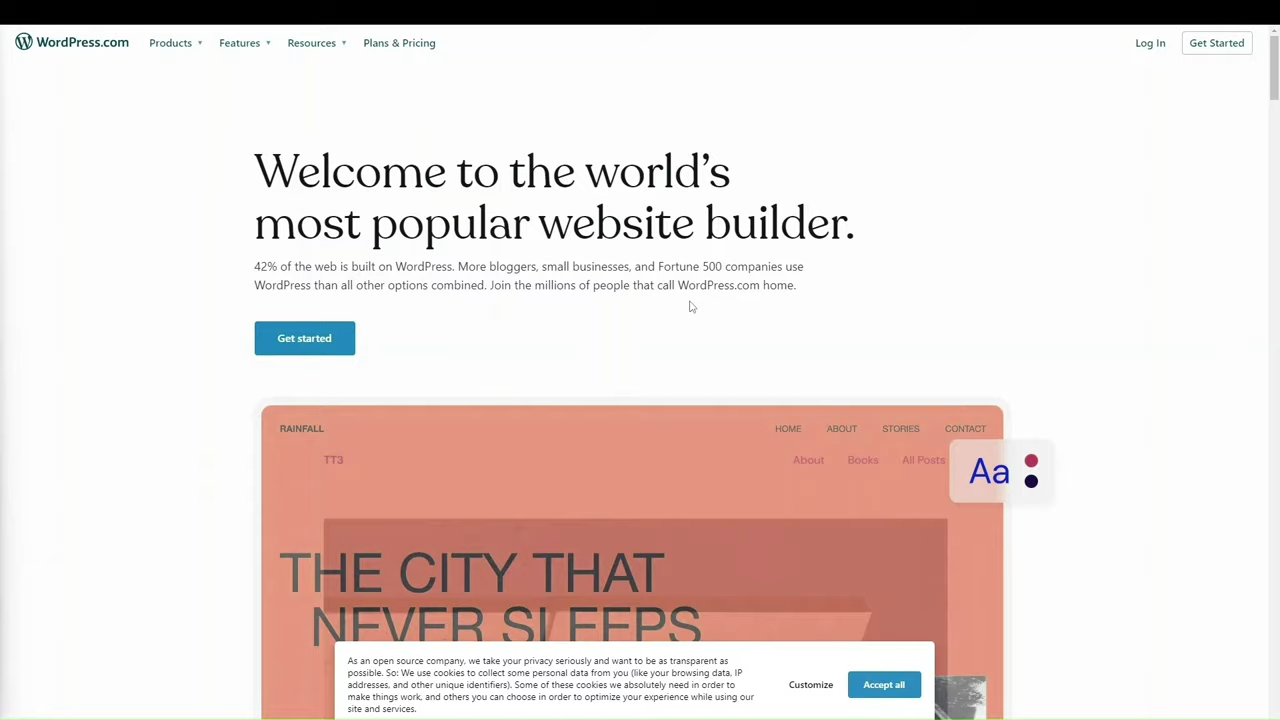 WordPress.com Products Features Resources Plans & Pricing Log In Get Started
Welcome to the world's
most popular website builder.
42% of the web is built on WordPress. More bloggers, small businesses, and Fortune 500 companies use
WordPress than all other options combined. Join the millions of people that call WordPress.com home.
Get started
RAINFALL HOME ABOUT STORIES CONTACT
TT3 About Books All Posts
Aa
THE CITY THAT
NEVER SLEEPS
As an open source company, we take your privacy seriously and want to be as transparent as
possible. So: We use cookies to collect some personal data from you (like your browsing data, IP
addresses, and other unique identifiers). Some of these cookies we absolutely need in order to
make things work, and others you can choose in order to optimize your experience while using our
site and services.
Customize Accept all